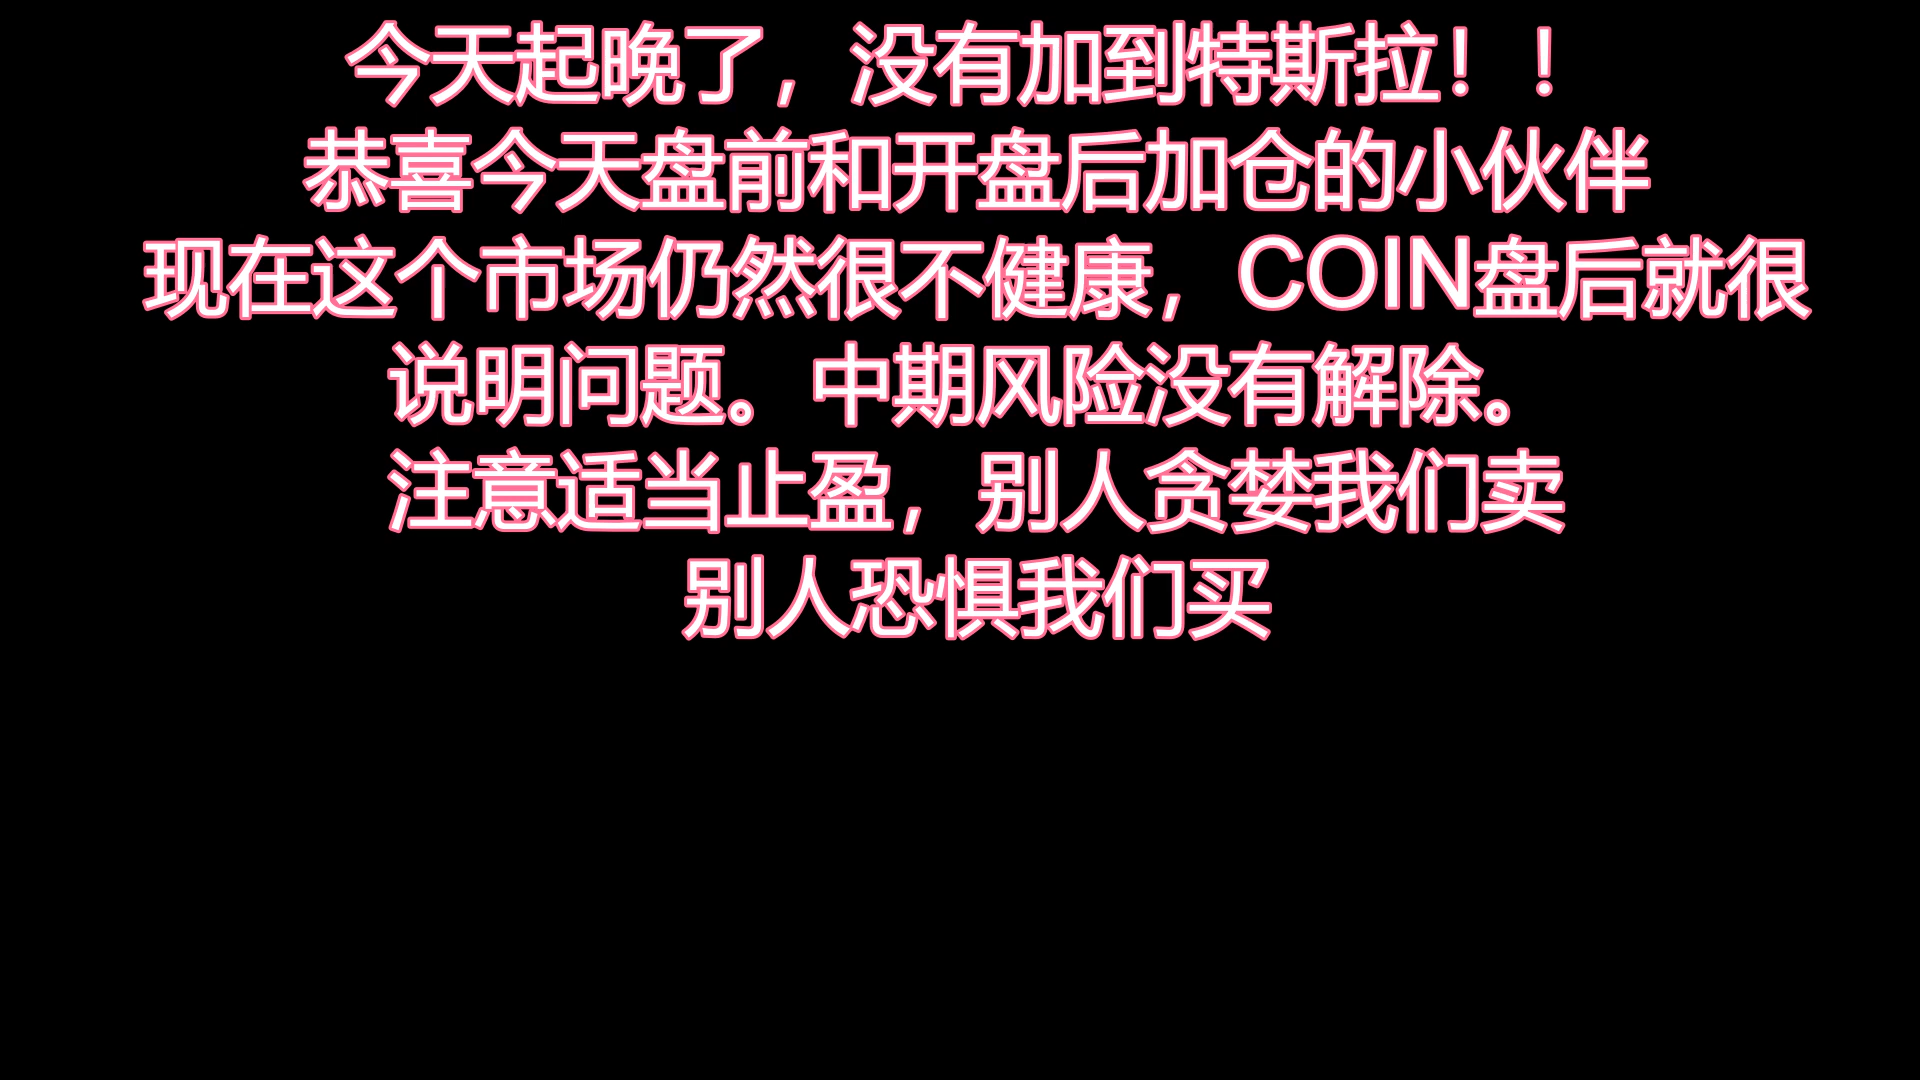 今天起晚了，没有加到特斯拉！！
恭喜今天盘前和开盘后加仓的小伙伴
现在这个市场仍然很不健康，COIN盘后就很
说明问题。中期风险没有解除。
注意适当止盈，别人贪婪我们卖
别人恐惧我们买